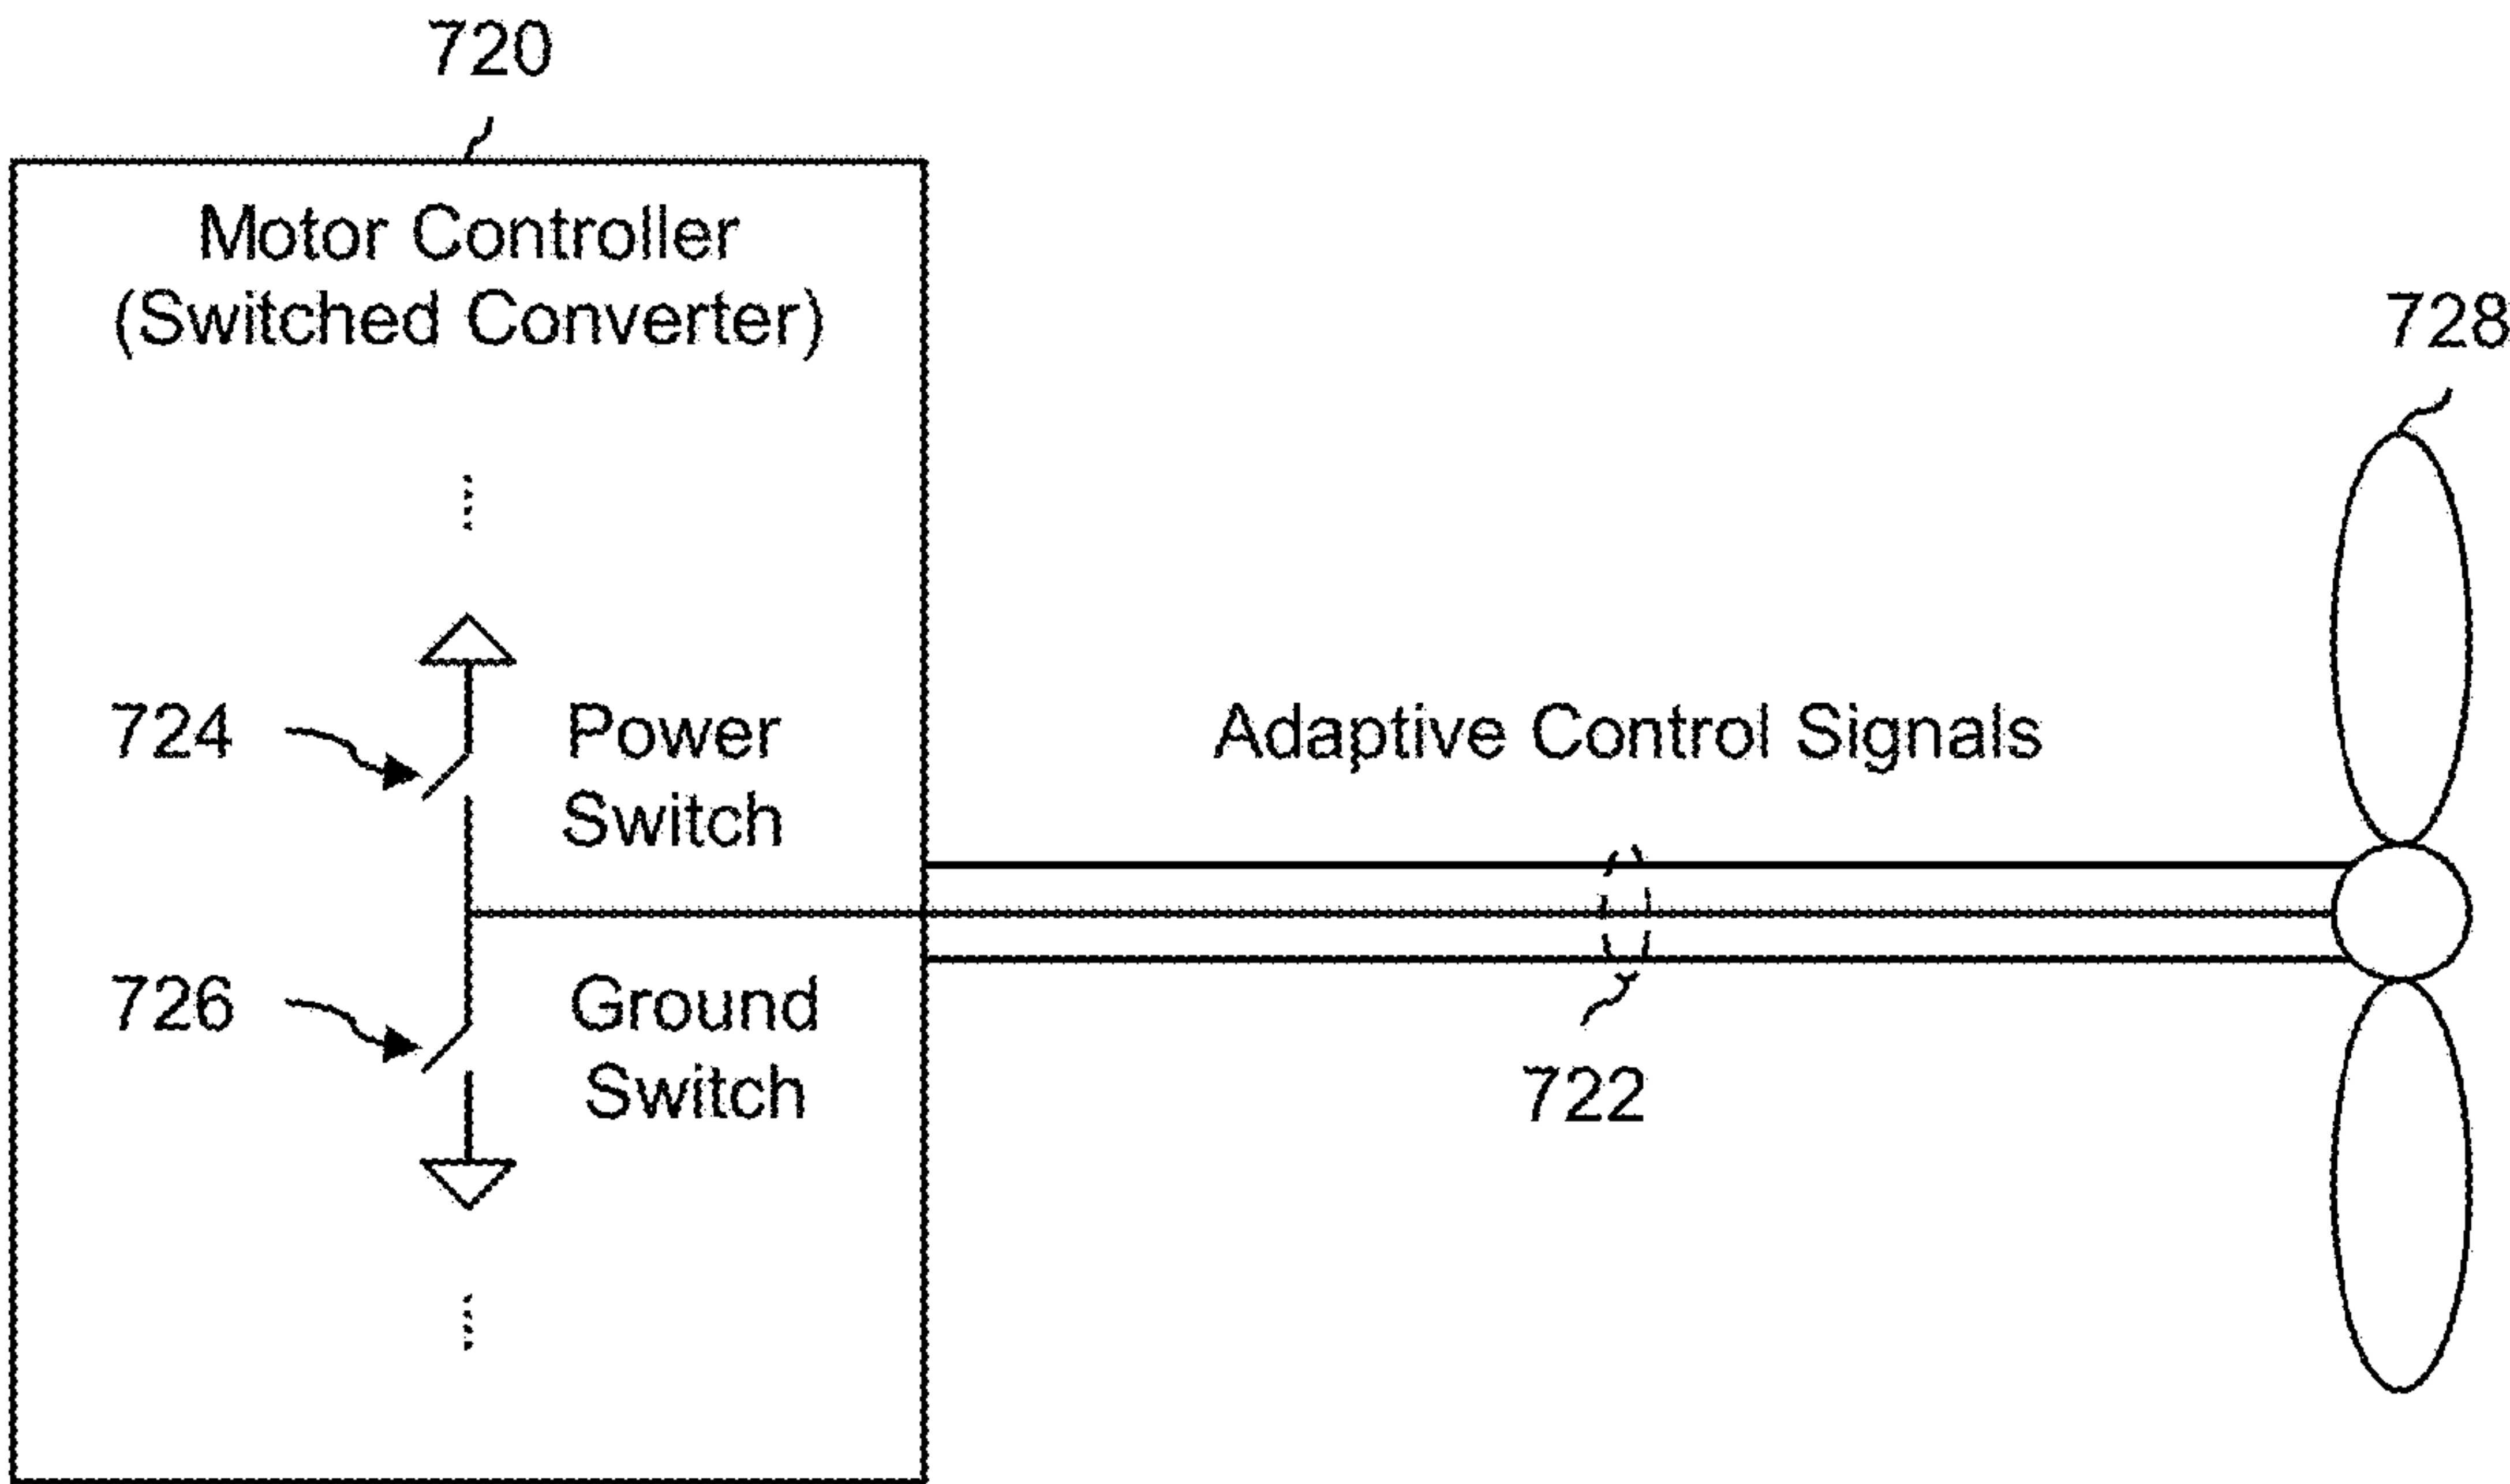 720
Motor Controller
(Switched Converter)
728
724
Power
Switch
Adaptive Control Signals
726
Ground
Switch
722